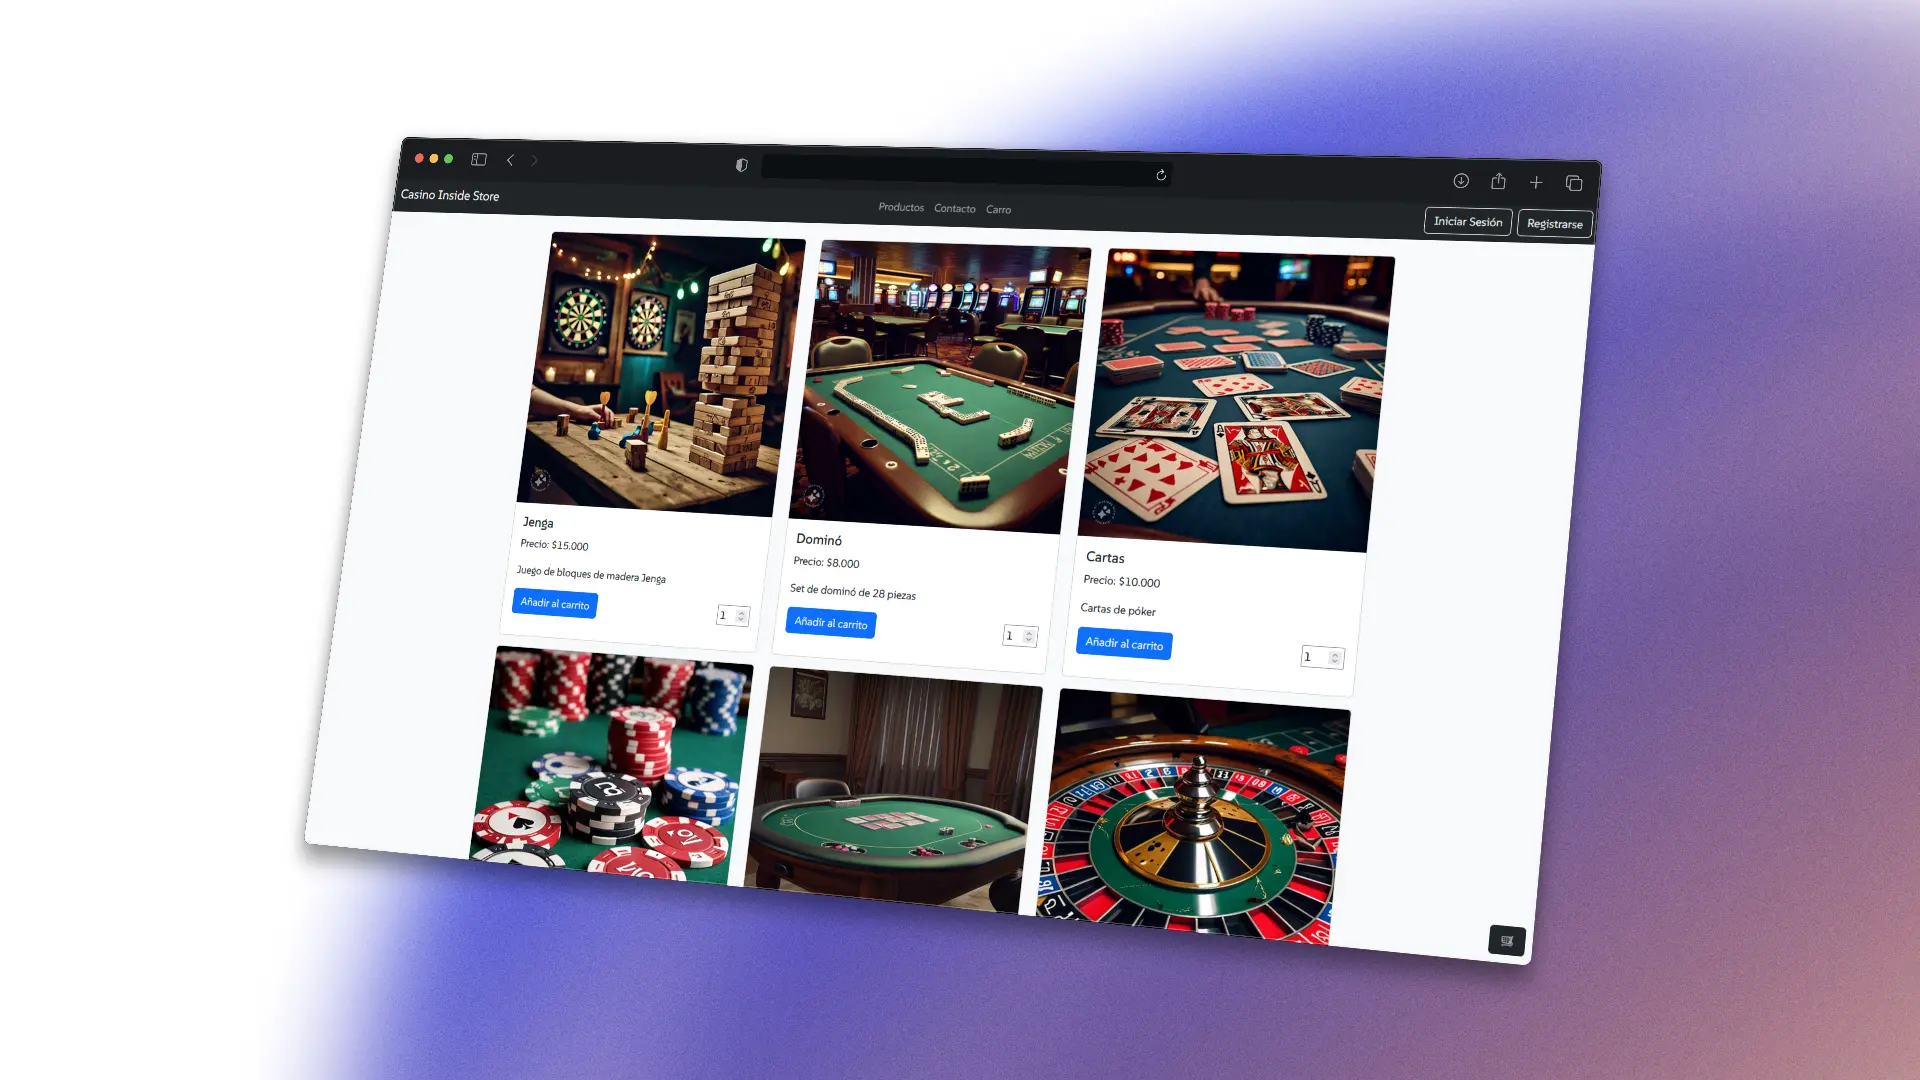 Casino Inside Store
Productos Contacto Carro
Iniciar Sesión Registrarse
Jenga
Precio: $15.000
Juego de bloques de madera Jenga
Añadir al carrito
1
Dominó
Precio: $8.000
Set de dominó de 28 piezas
Añadir al carrito
1
Cartas
Precio: $10.000
Cartas de póker
Añadir al carrito
1